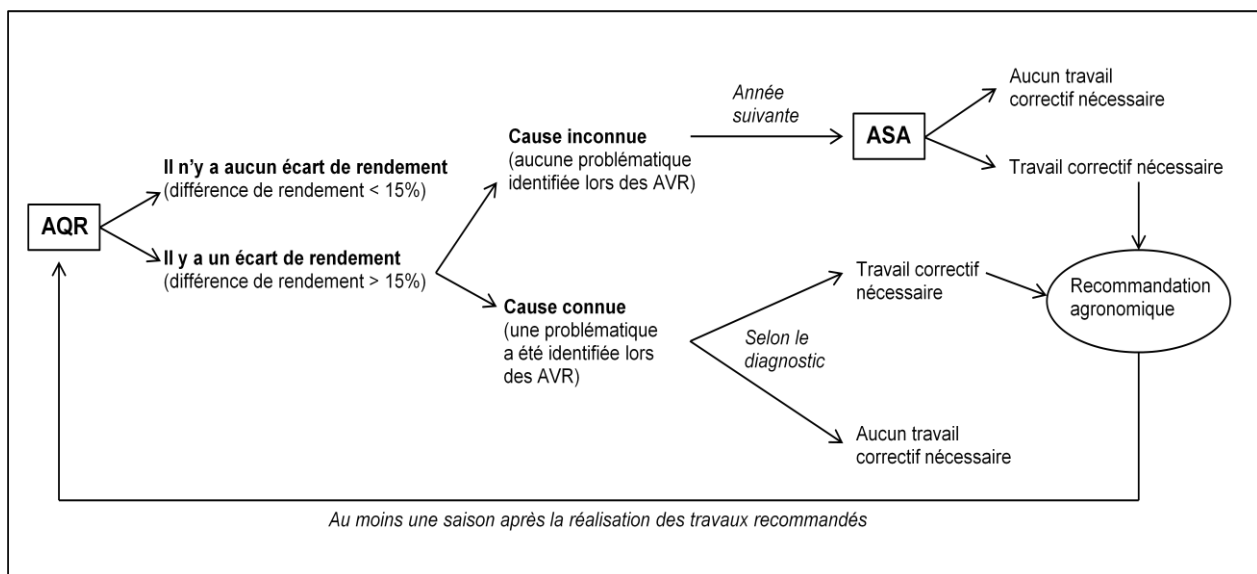 AQR
Il n'y a aucun écart de rendement
(différence de rendement < 15%)
Il y a un écart de rendement
(différence de rendement > 15%)
Cause inconnue
(aucune problématique
identifiée lors des AVR)
Cause connue
(une problématique
a été identifiée lors
des AVR)
Année
suivante
ASA
Aucun travail
correctif nécessaire
Travail correctif nécessaire
Selon le
diagnostic
Travail correctif
nécessaire
Aucun travail
correctif nécessaire
Recommandation
agronomique
Au moins une saison après la réalisation des travaux recommandés